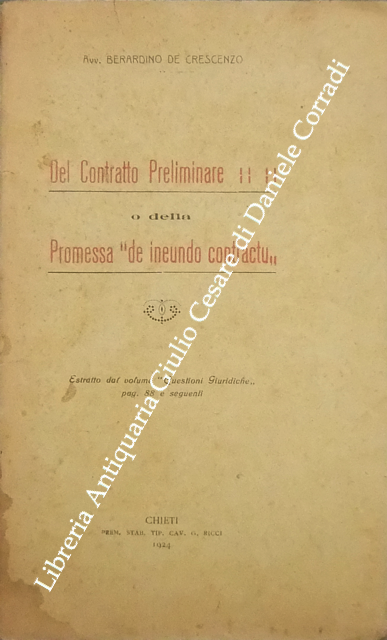 Avv. BERARDINO DE CRESCENZO
Del Contratto Preliminare
o della
Promessa "de ineundo contractu„
Estratto dal volume "Questioni Giuridiche„
pag. 88 e seguenti
CHIETI
PREM. STAB. TIP. CAV. G. RICCI
1924
Libreria Antiquaria Giulio Cesare di Daniele Corradi